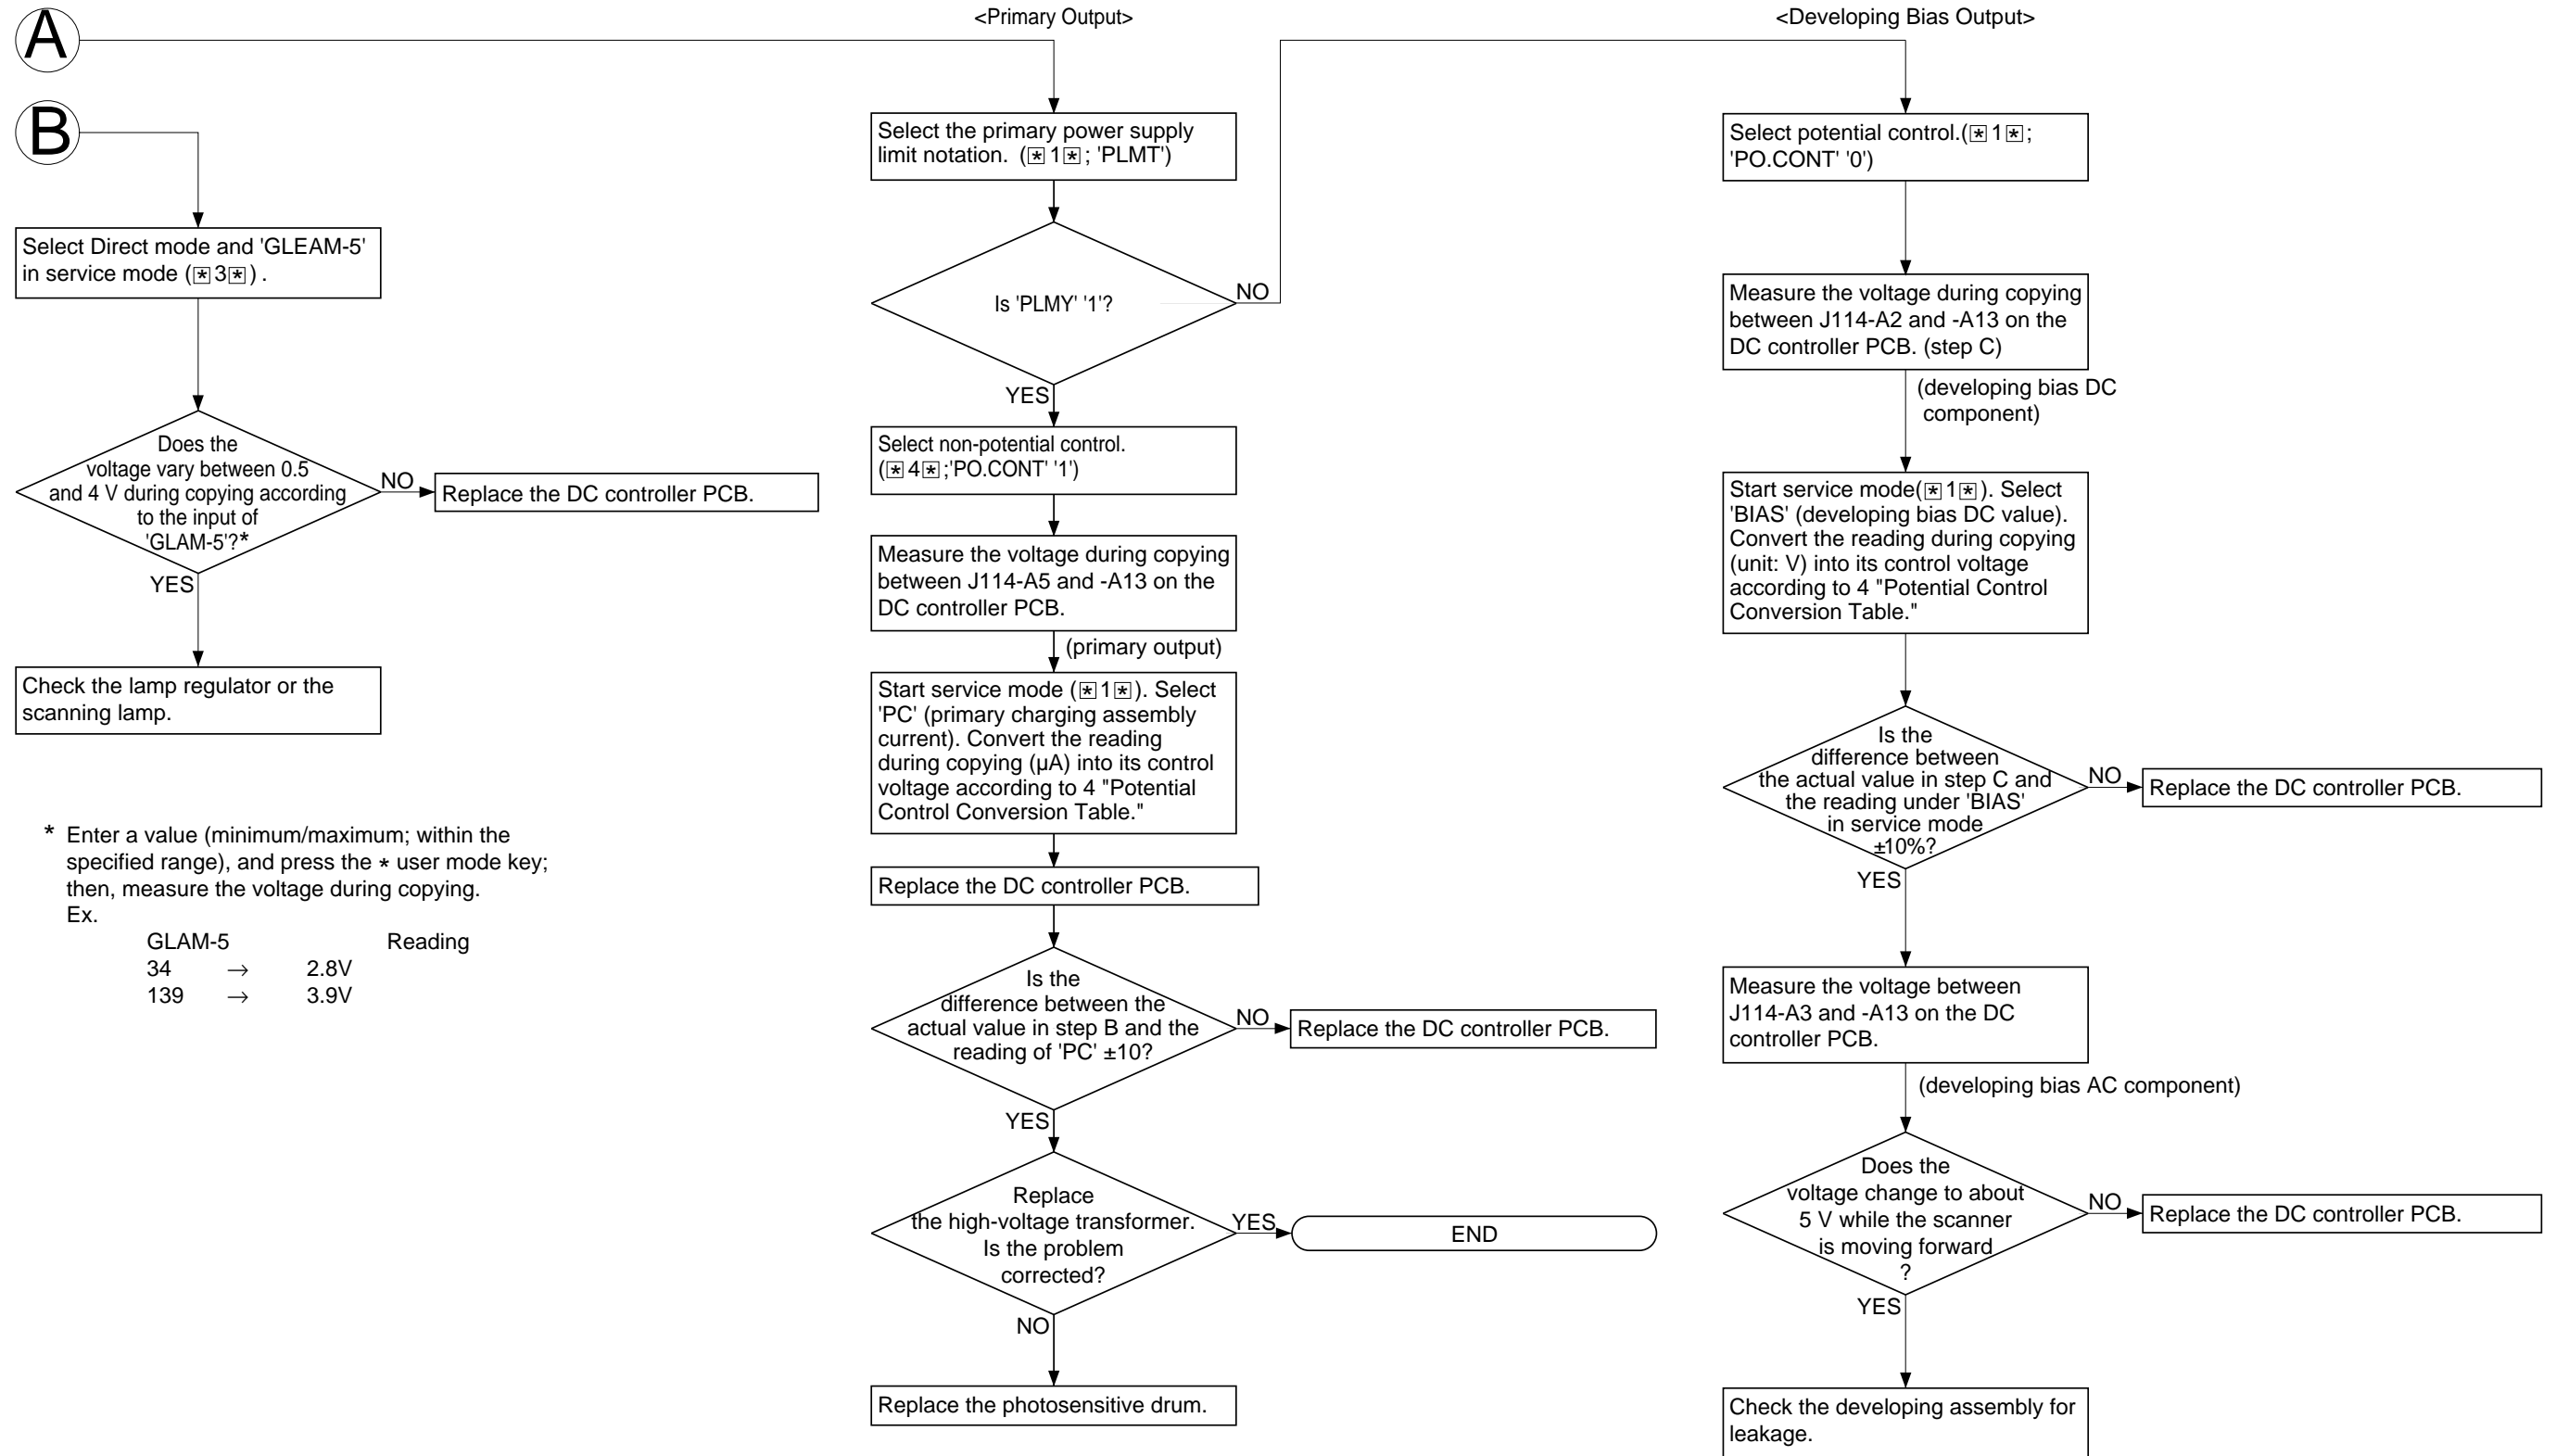 A
B
Select Direct mode and 'GLEAM-5'
in service mode (*3*) .
Does the
voltage vary between 0.5
and 4 V during copying according
to the input of
'GLAM-5'?*
NO
Replace the DC controller PCB.
YES
Check the lamp regulator or the
scanning lamp.
* Enter a value (minimum/maximum; within the
specified range), and press the * user mode key;
then, measure the voltage during copying.
Ex.
GLAM-5 Reading
34 → 2.8V
139 → 3.9V
<Primary Output>
Select the primary power supply
limit notation. (*1*; 'PLMT')
Is 'PLMY' '1'?
NO
YES
Select non-potential control.
(*4*;'PO.CONT' '1')
Measure the voltage during copying
between J114-A5 and -A13 on the
DC controller PCB.
(primary output)
Start service mode (*1*). Select
'PC' (primary charging assembly
current). Convert the reading
during copying (µA) into its control
voltage according to 4 "Potential
Control Conversion Table."
Replace the DC controller PCB.
Is the
difference between the
actual value in step B and the
reading of 'PC' ±10?
NO
Replace the DC controller PCB.
YES
Replace
the high-voltage transformer.
Is the problem
corrected?
YES
END
NO
Replace the photosensitive drum.
<Developing Bias Output>
Select potential control.(*1*;
'PO.CONT' '0')
Measure the voltage during copying
between J114-A2 and -A13 on the
DC controller PCB. (step C)
(developing bias DC
component)
Start service mode(*1*). Select
'BIAS' (developing bias DC value).
Convert the reading during copying
(unit: V) into its control voltage
according to 4 "Potential Control
Conversion Table."
Is the
difference between
the actual value in step C and
the reading under 'BIAS'
in service mode
±10%?
NO
Replace the DC controller PCB.
YES
Measure the voltage between
J114-A3 and -A13 on the DC
controller PCB.
(developing bias AC component)
Does the
voltage change to about
5 V while the scanner
is moving forward
?
NO
Replace the DC controller PCB.
YES
Check the developing assembly for
leakage.